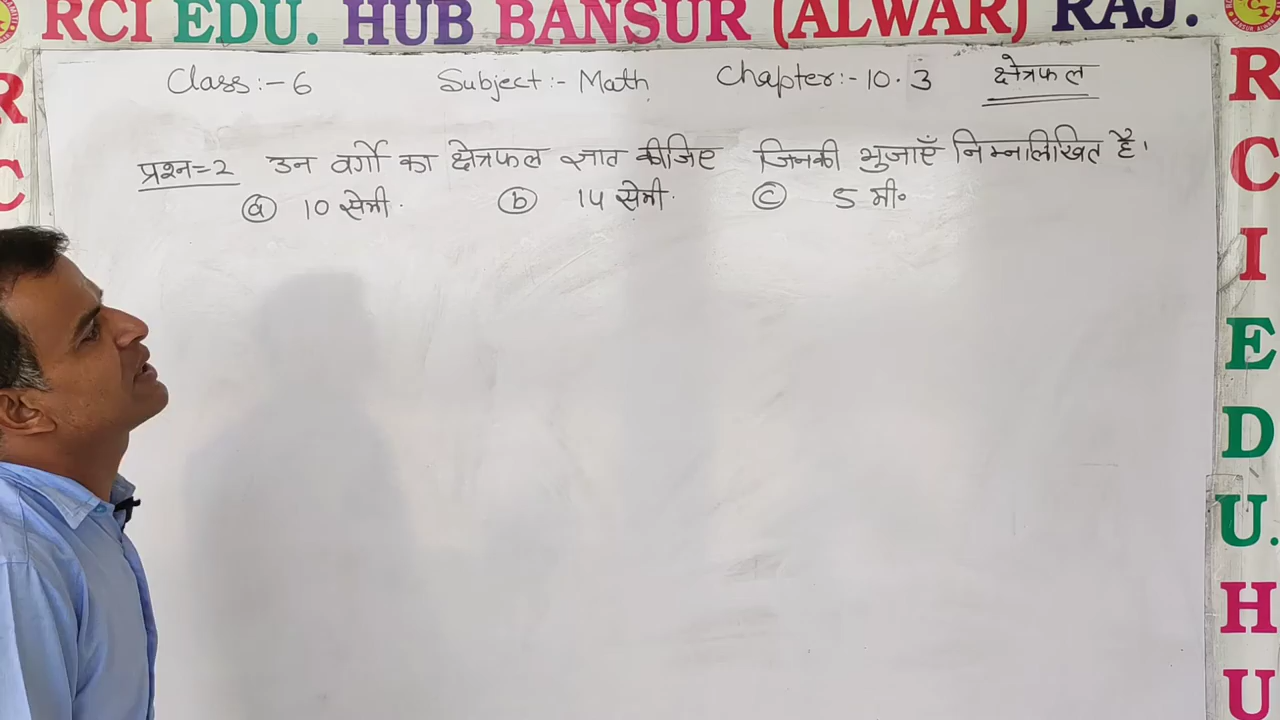 RCI EDU. HUB BANSUR (ALWAR) RAJ.
Class:- 6 Subject:- Math Chapter:- 10.3 क्षेत्रफल
प्रश्न=2 उन वर्गो का क्षेत्रफल ज्ञात कीजिए जिनकी भुजाएँ निम्नलिखित है।
(a) 10 सेमी. (b) 14 सेमी. (c) 5 मी॰
R
C
R
C
I
E
D
U.
H
U